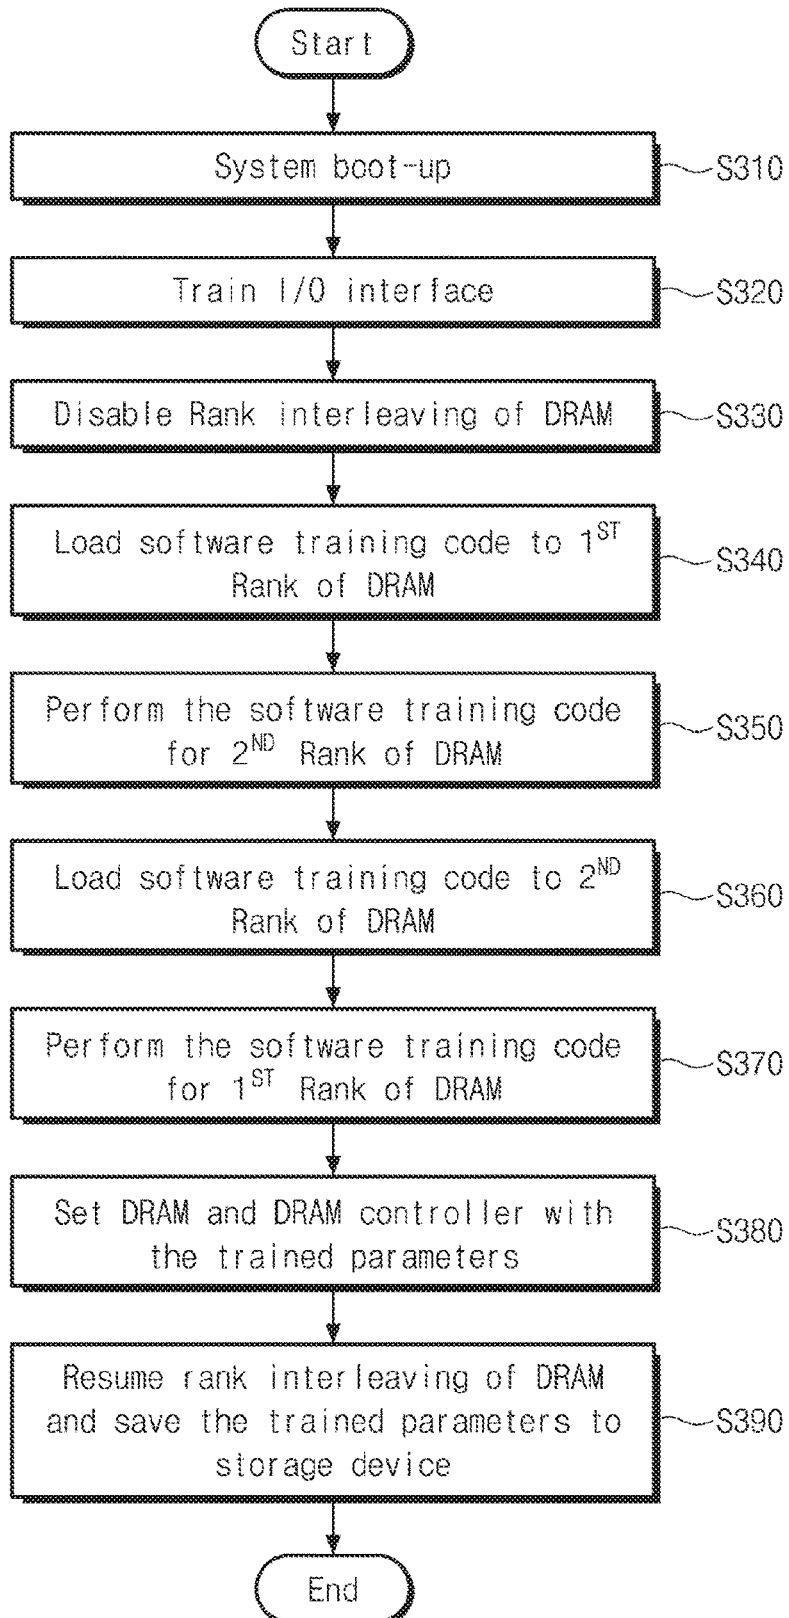 Start
System boot-up
S310
Train I/O interface
S320
Disable Rank interleaving of DRAM
S330
Load software training code to 1ST
Rank of DRAM
S340
Perform the software training code
for 2ND Rank of DRAM
S350
Load software training code to 2ND
Rank of DRAM
S360
Perform the software training code
for 1ST Rank of DRAM
S370
Set DRAM and DRAM controller with
the trained parameters
S380
Resume rank interleaving of DRAM
and save the trained parameters to
storage device
S390
End